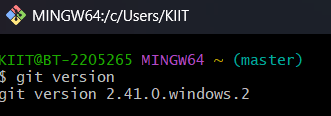 MINGW64:/c/Users/KIIT
KIIT@BT-2205265 MINGW64 ~ (master)
$ git version
git version 2.41.0.windows.2